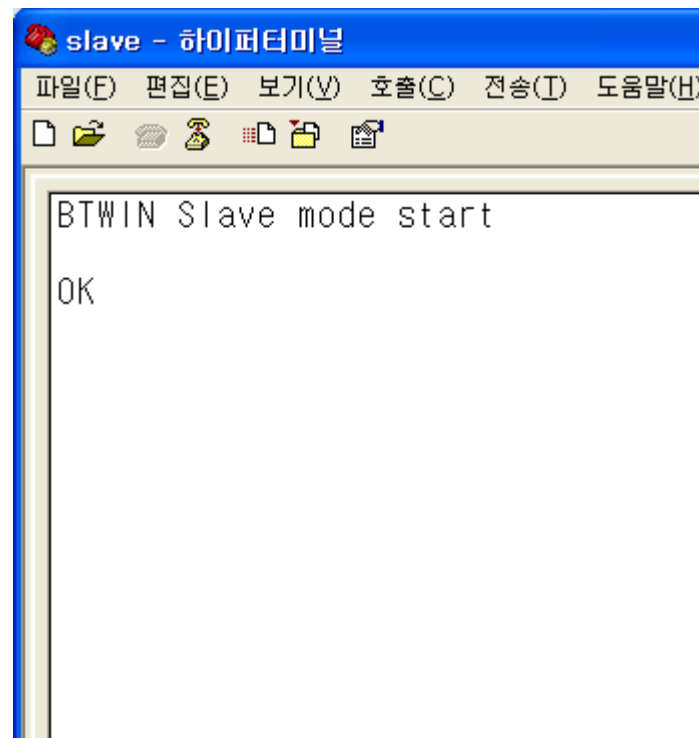 slave - 하이퍼터미널
파일(F) 편집(E) 보기(V) 호출(C) 전송(T) 도움말(H)
BTWIN Slave mode start
OK